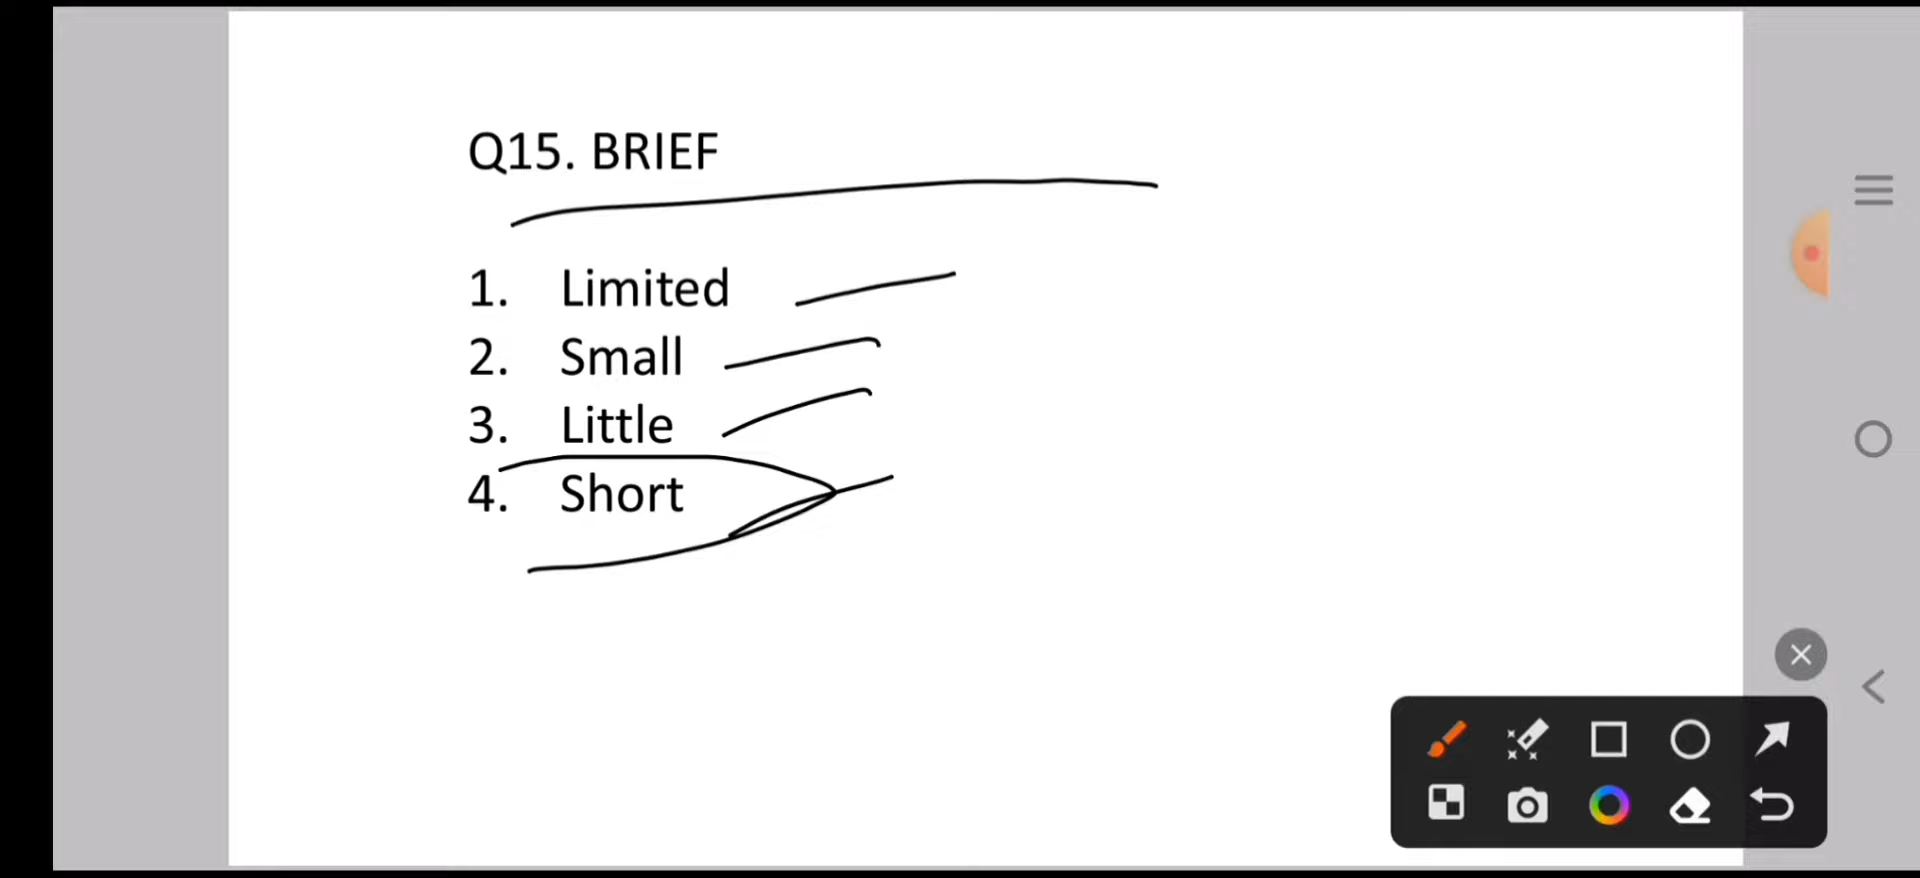 Q15. BRIEF
1. Limited
2. Small
3. Little
4. Short